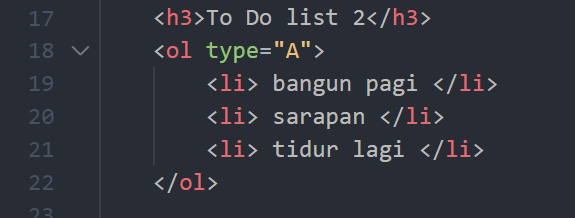 17 <h3>To Do list 2</h3>
18 <ol type="A">
19 <li> bangun pagi </li>
20 <li> sarapan </li>
21 <li> tidur lagi </li>
22 </ol>
23